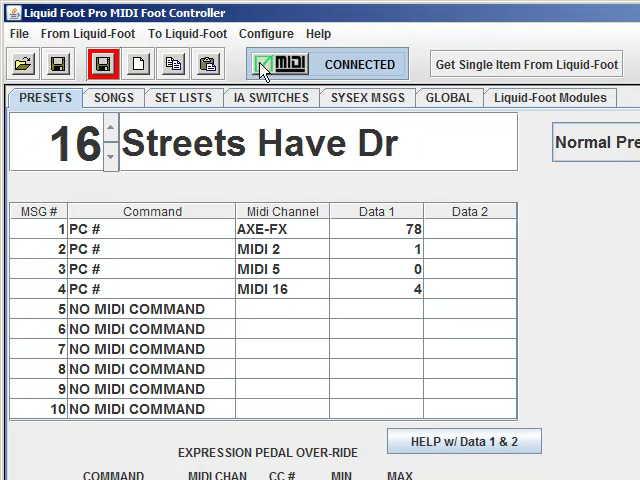 Liquid Foot Pro MIDI Foot Controller
File From Liquid-Foot To Liquid-Foot Configure Help
MIDI CONNECTED Get Single Item From Liquid-Foot
PRESETS SONGS SET LISTS IA SWITCHES SYSEX MSGS GLOBAL Liquid-Foot Modules
16 Streets Have Dr Normal Pre
MSG # Command Midi Channel Data 1 Data 2
1 PC # AXE-FX 78
2 PC # MIDI 2 1
3 PC # MIDI 5 0
4 PC # MIDI 16 4
5 NO MIDI COMMAND
6 NO MIDI COMMAND
7 NO MIDI COMMAND
8 NO MIDI COMMAND
9 NO MIDI COMMAND
10 NO MIDI COMMAND
HELP w/ Data 1 & 2
EXPRESSION PEDAL OVER-RIDE
COMMAND MIDI CHAN CC # MIN MAX